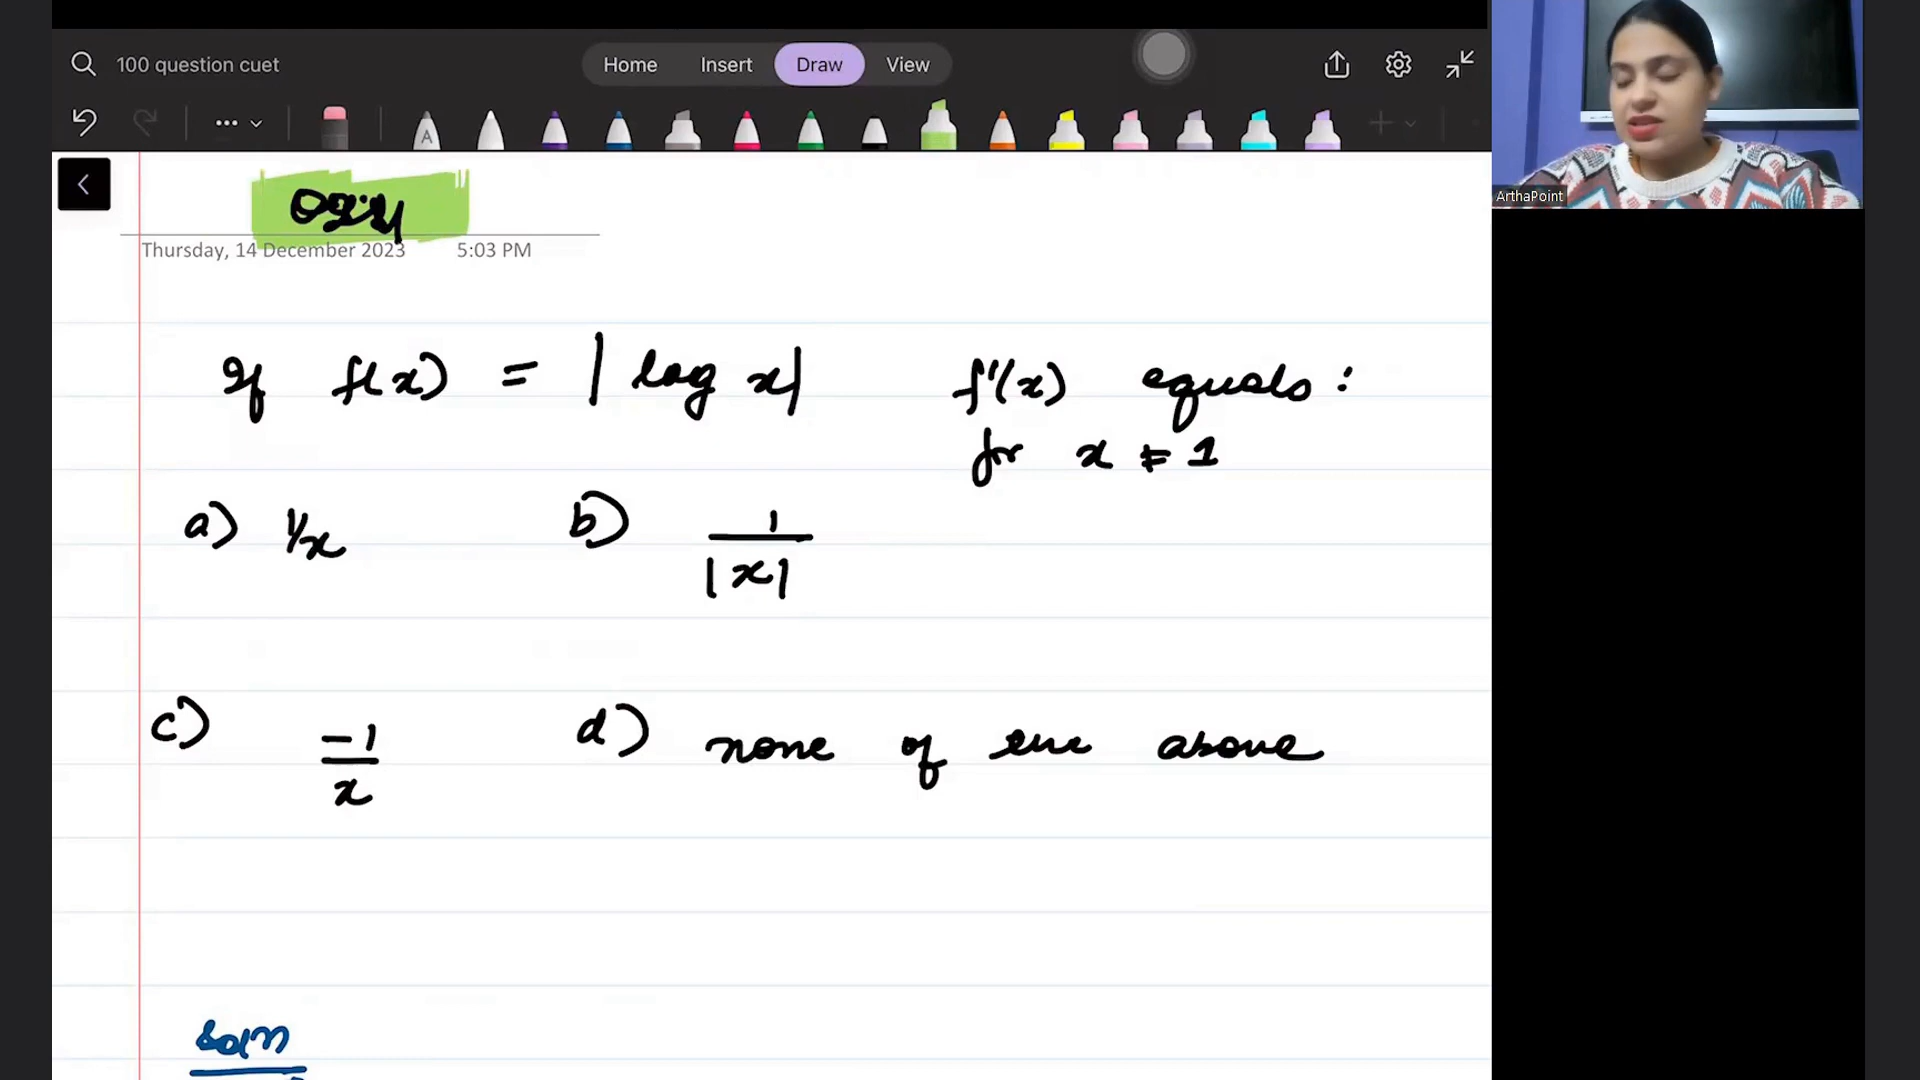 100 question cuet
Home Insert Draw View
A
ArthaPoint
Thursday, 14 December 2023 5:03 PM
If f(x) = | log x| f'(x) equals :
for x ≠ 1
a) 1/x b) 1/|x|
c) -1/x d) none of the above
soln